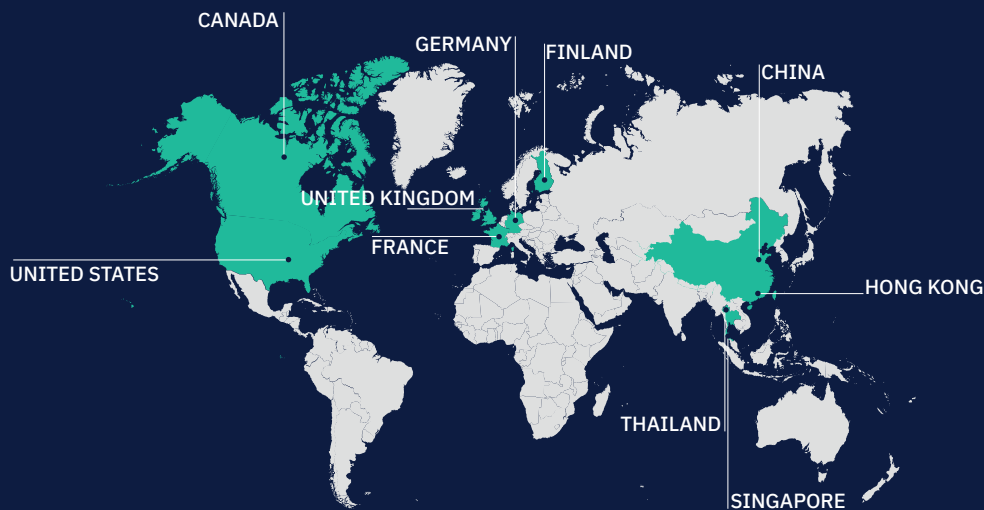 CANADA
GERMANY
FINLAND
CHINA
UNITED KINGDOM
FRANCE
UNITED STATES
HONG KONG
THAILAND
SINGAPORE